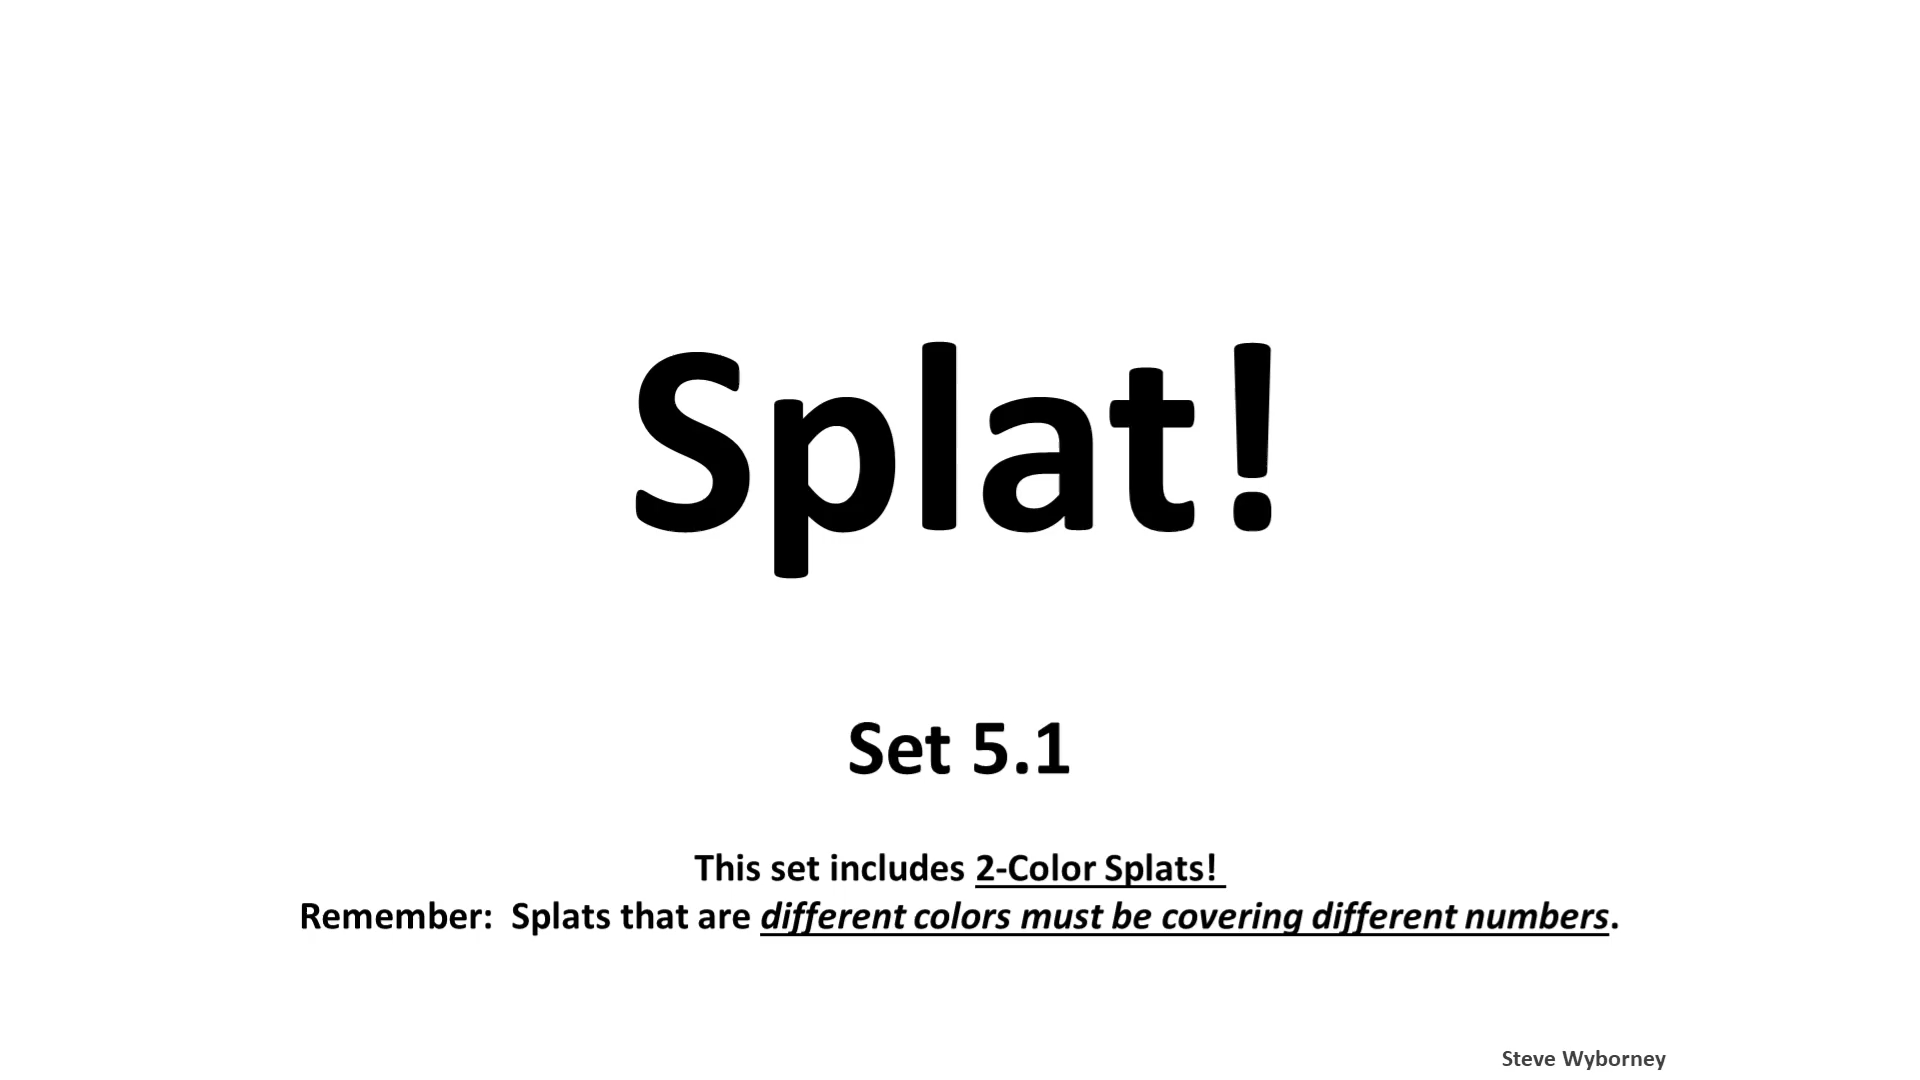 Splat!
Set 5.1
This set includes 2-Color Splats!
Remember:  Splats that are different colors must be covering different numbers.
Steve Wyborney